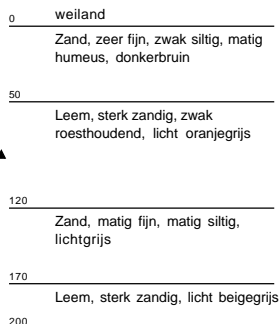 0 weiland
Zand, zeer fijn, zwak siltig, matig
humeus, donkerbruin
50
Leem, sterk zandig, zwak
roesthoudend, licht oranjegrijs
120
Zand, matig fijn, matig siltig,
lichtgrijs
170
Leem, sterk zandig, licht beigegrijs
200